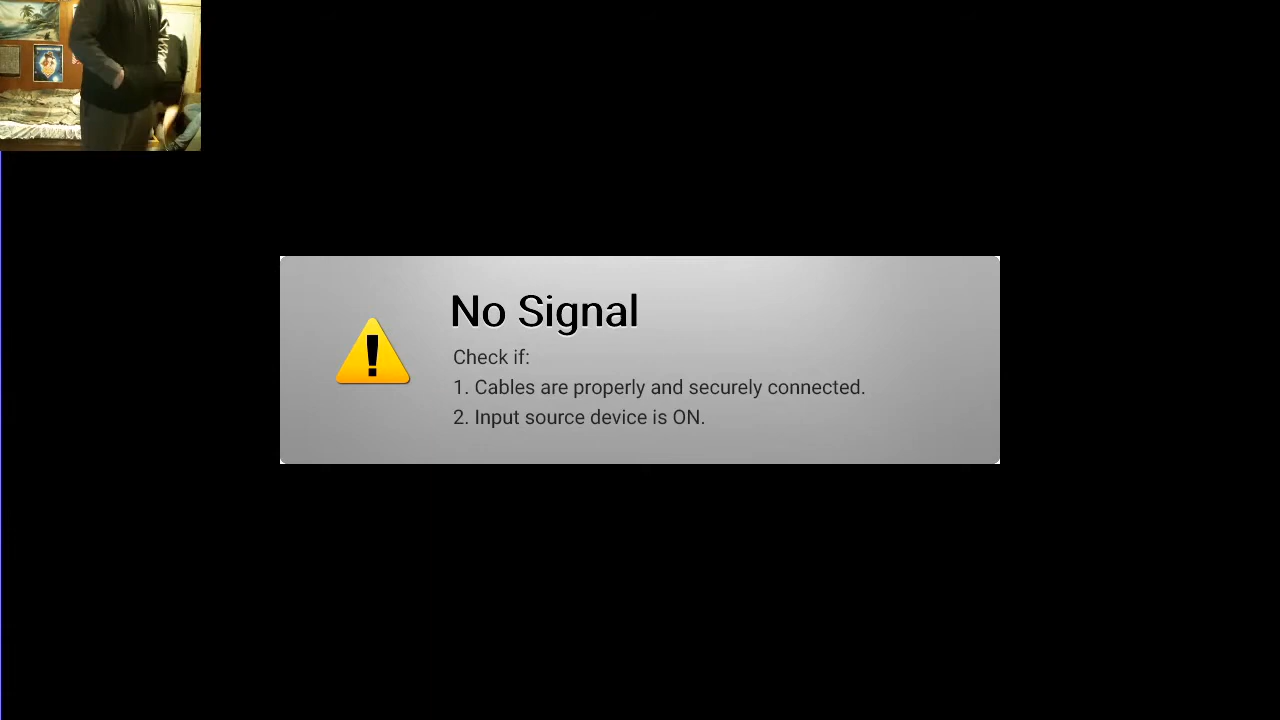 No Signal
Check if:
1. Cables are properly and securely connected.
2. Input source device is ON.